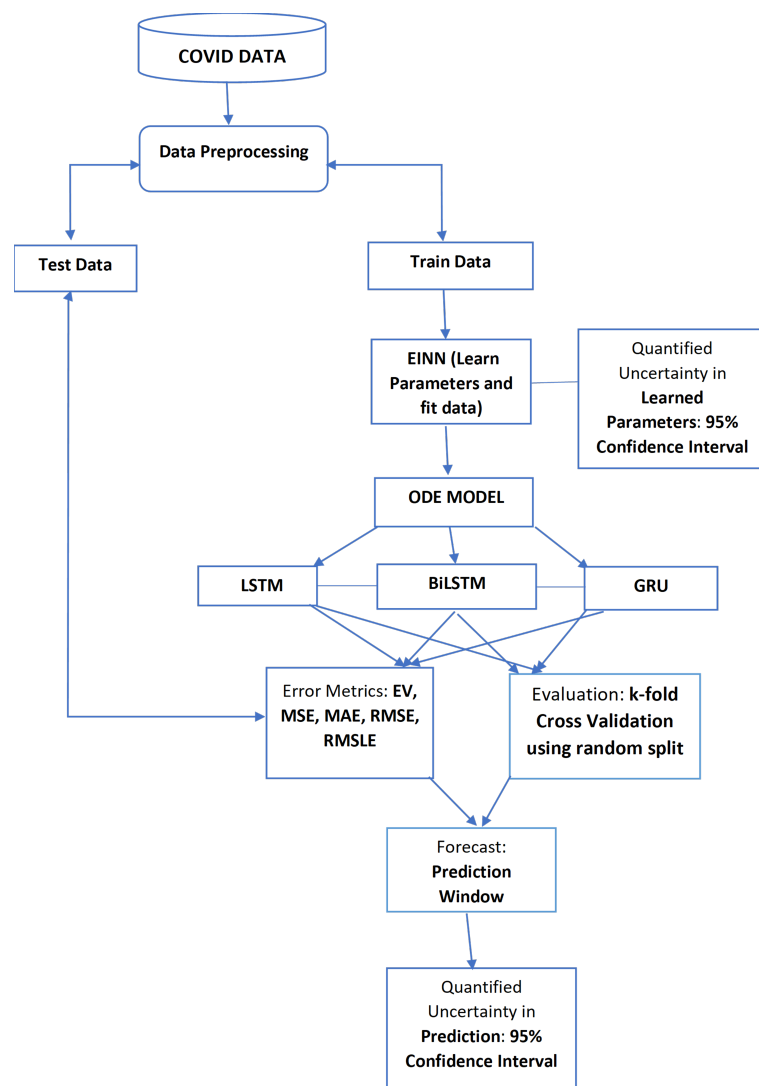 COVID DATA
Data Preprocessing
Test Data
Train Data
EINN (Learn
Parameters and
fit data)
Quantified
Uncertainty in
Learned
Parameters: 95%
Confidence Interval
ODE MODEL
LSTM
BiLSTM
GRU
Error Metrics: EV,
MSE, MAE, RMSE,
RMSLE
Evaluation: k-fold
Cross Validation
using random split
Forecast:
Prediction
Window
Quantified
Uncertainty in
Prediction: 95%
Confidence Interval